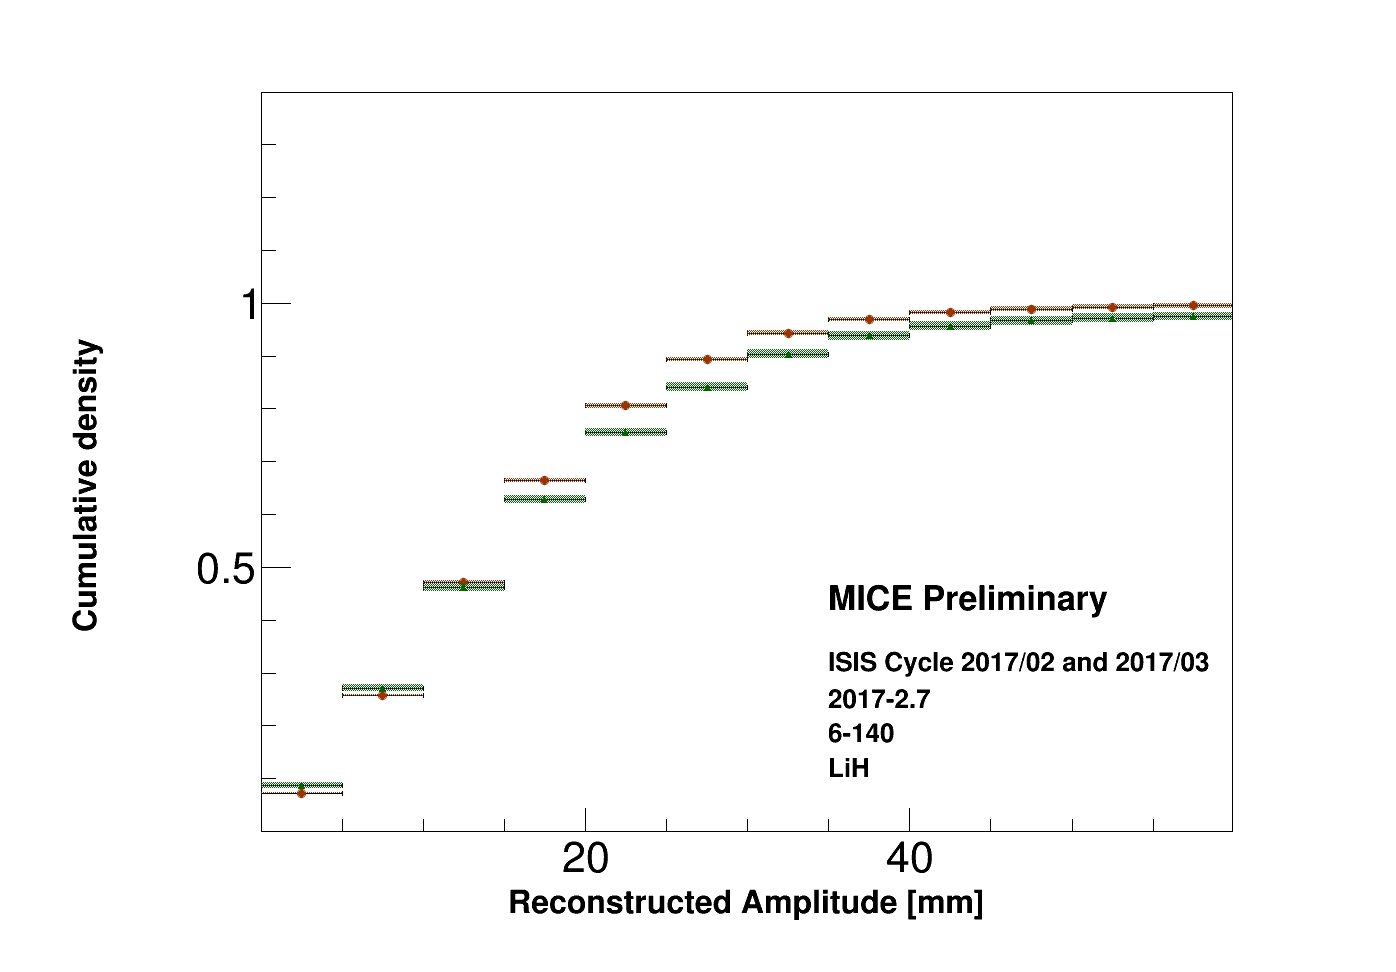 1
0.5
Cumulative density
MICE Preliminary
ISIS Cycle 2017/02 and 2017/03
2017-2.7
6-140
LiH
20 40
Reconstructed Amplitude [mm]